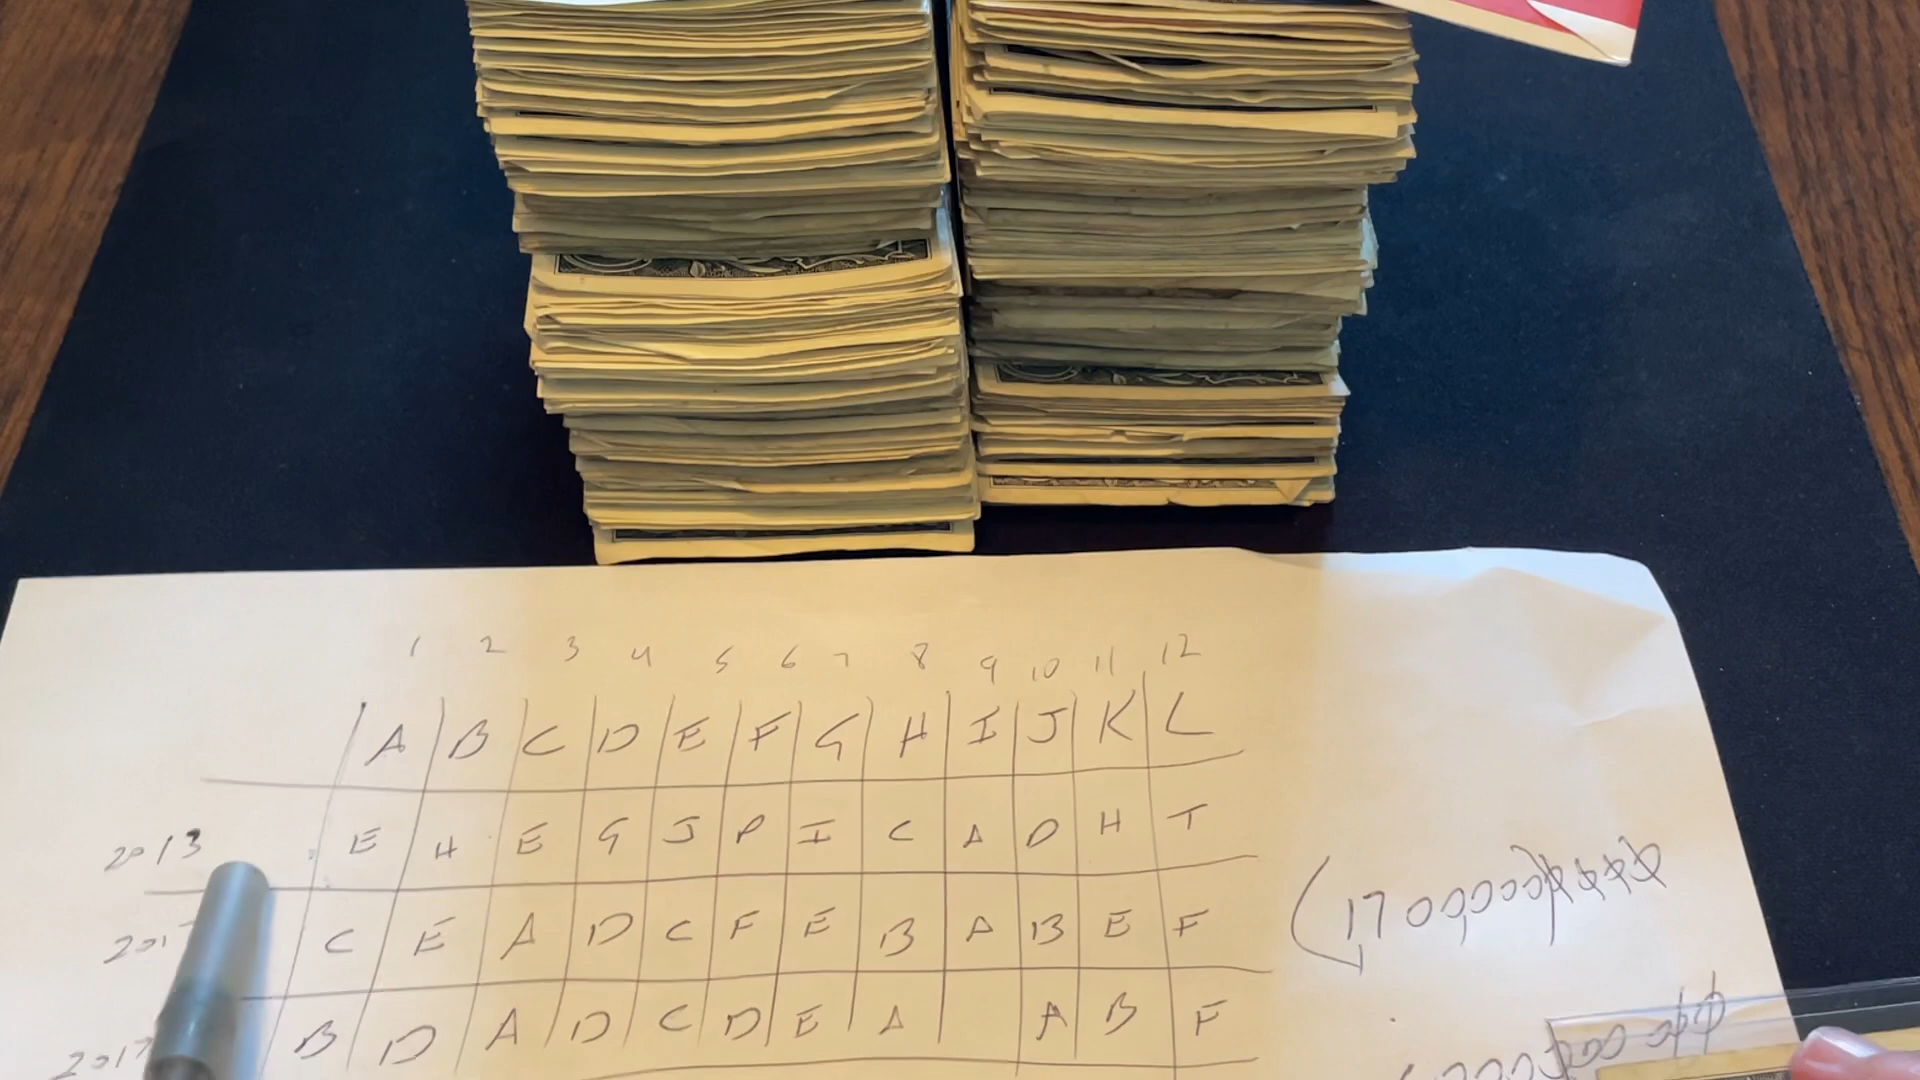 1 2 3 4 5 6 7 8 9 10 11 12
A B C D E F G H I J K L
2013 E H E G J P I C A D H T
C E A D C F E B A B E F
B D A D C D E A A B F